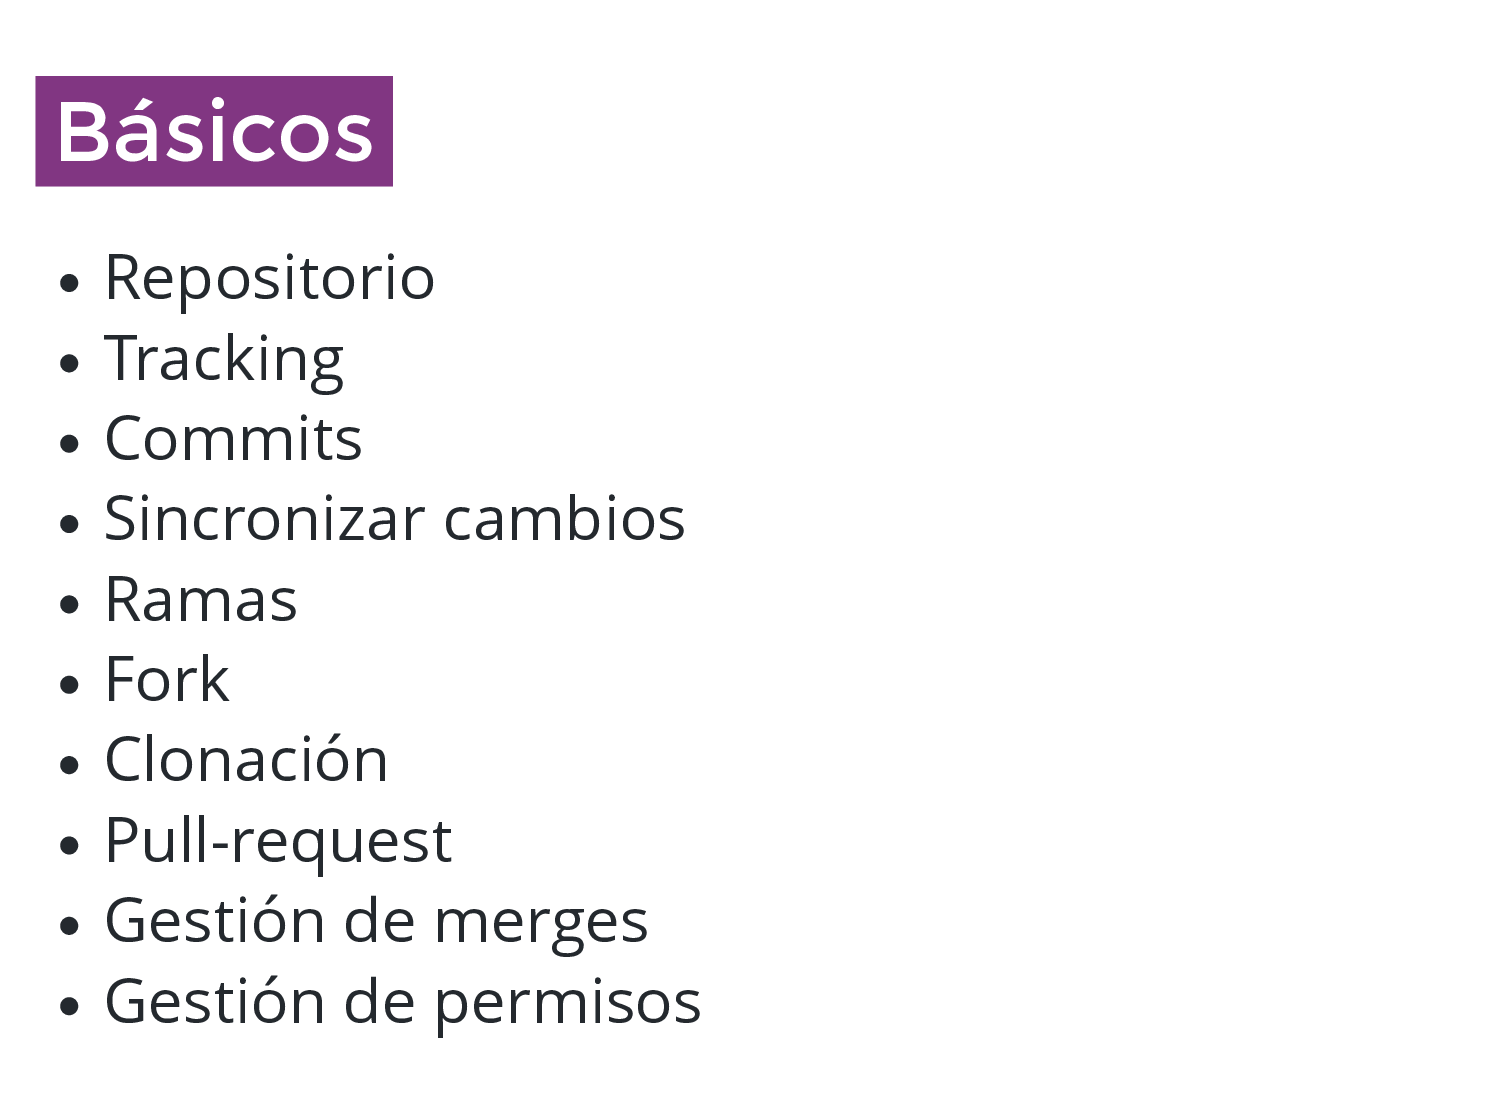 Básicos
• Repositorio
• Tracking
• Commits
• Sincronizar cambios
• Ramas
• Fork
• Clonación
• Pull-request
• Gestión de merges
• Gestión de permisos